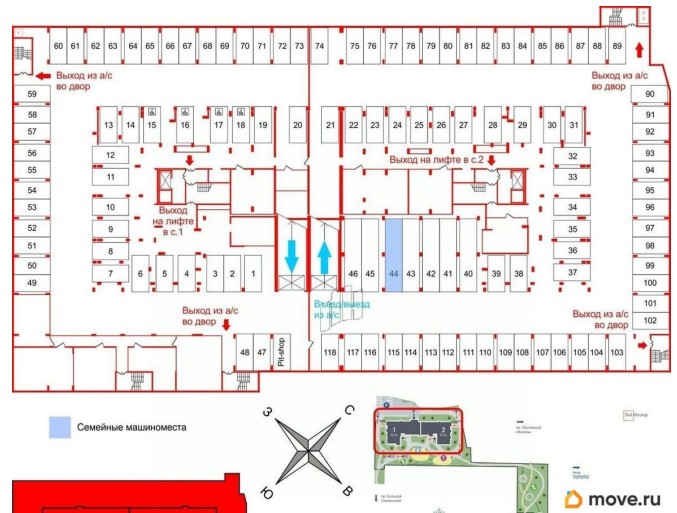 60 61 62 63 64 65 66 67 68 69 70 71 72 73 74 75 76 77 78 79 80 81 82 83 84 85 86 87 88 89
Выход из а/с
во двор
Выход из а/с
во двор
59
58
57
56
55
54
53
52
51
50
49
13 14 15 16 17 18 19 20 21 22 23 24 25 26 27 28 29 30 31
12
11
10
9
8
7
Выход
на лифте
в с.1
Выход на лифте в с.2
32
33
34
35
36
37
90
91
92
93
94
95
96
97
98
99
100
101
102
6 5 4 3 2 1
46 45 44 43 42 41 40 39 38
Въезд/выезд
из а/с
Выход из а/с
во двор
Выход из а/с
во двор
48 47 Pit-shop
118 117 116 115 114 113 112 111 110 109 108 107 106 105 104 103
Семейные машиноместа
З С
Ю В
1 2
move.ru